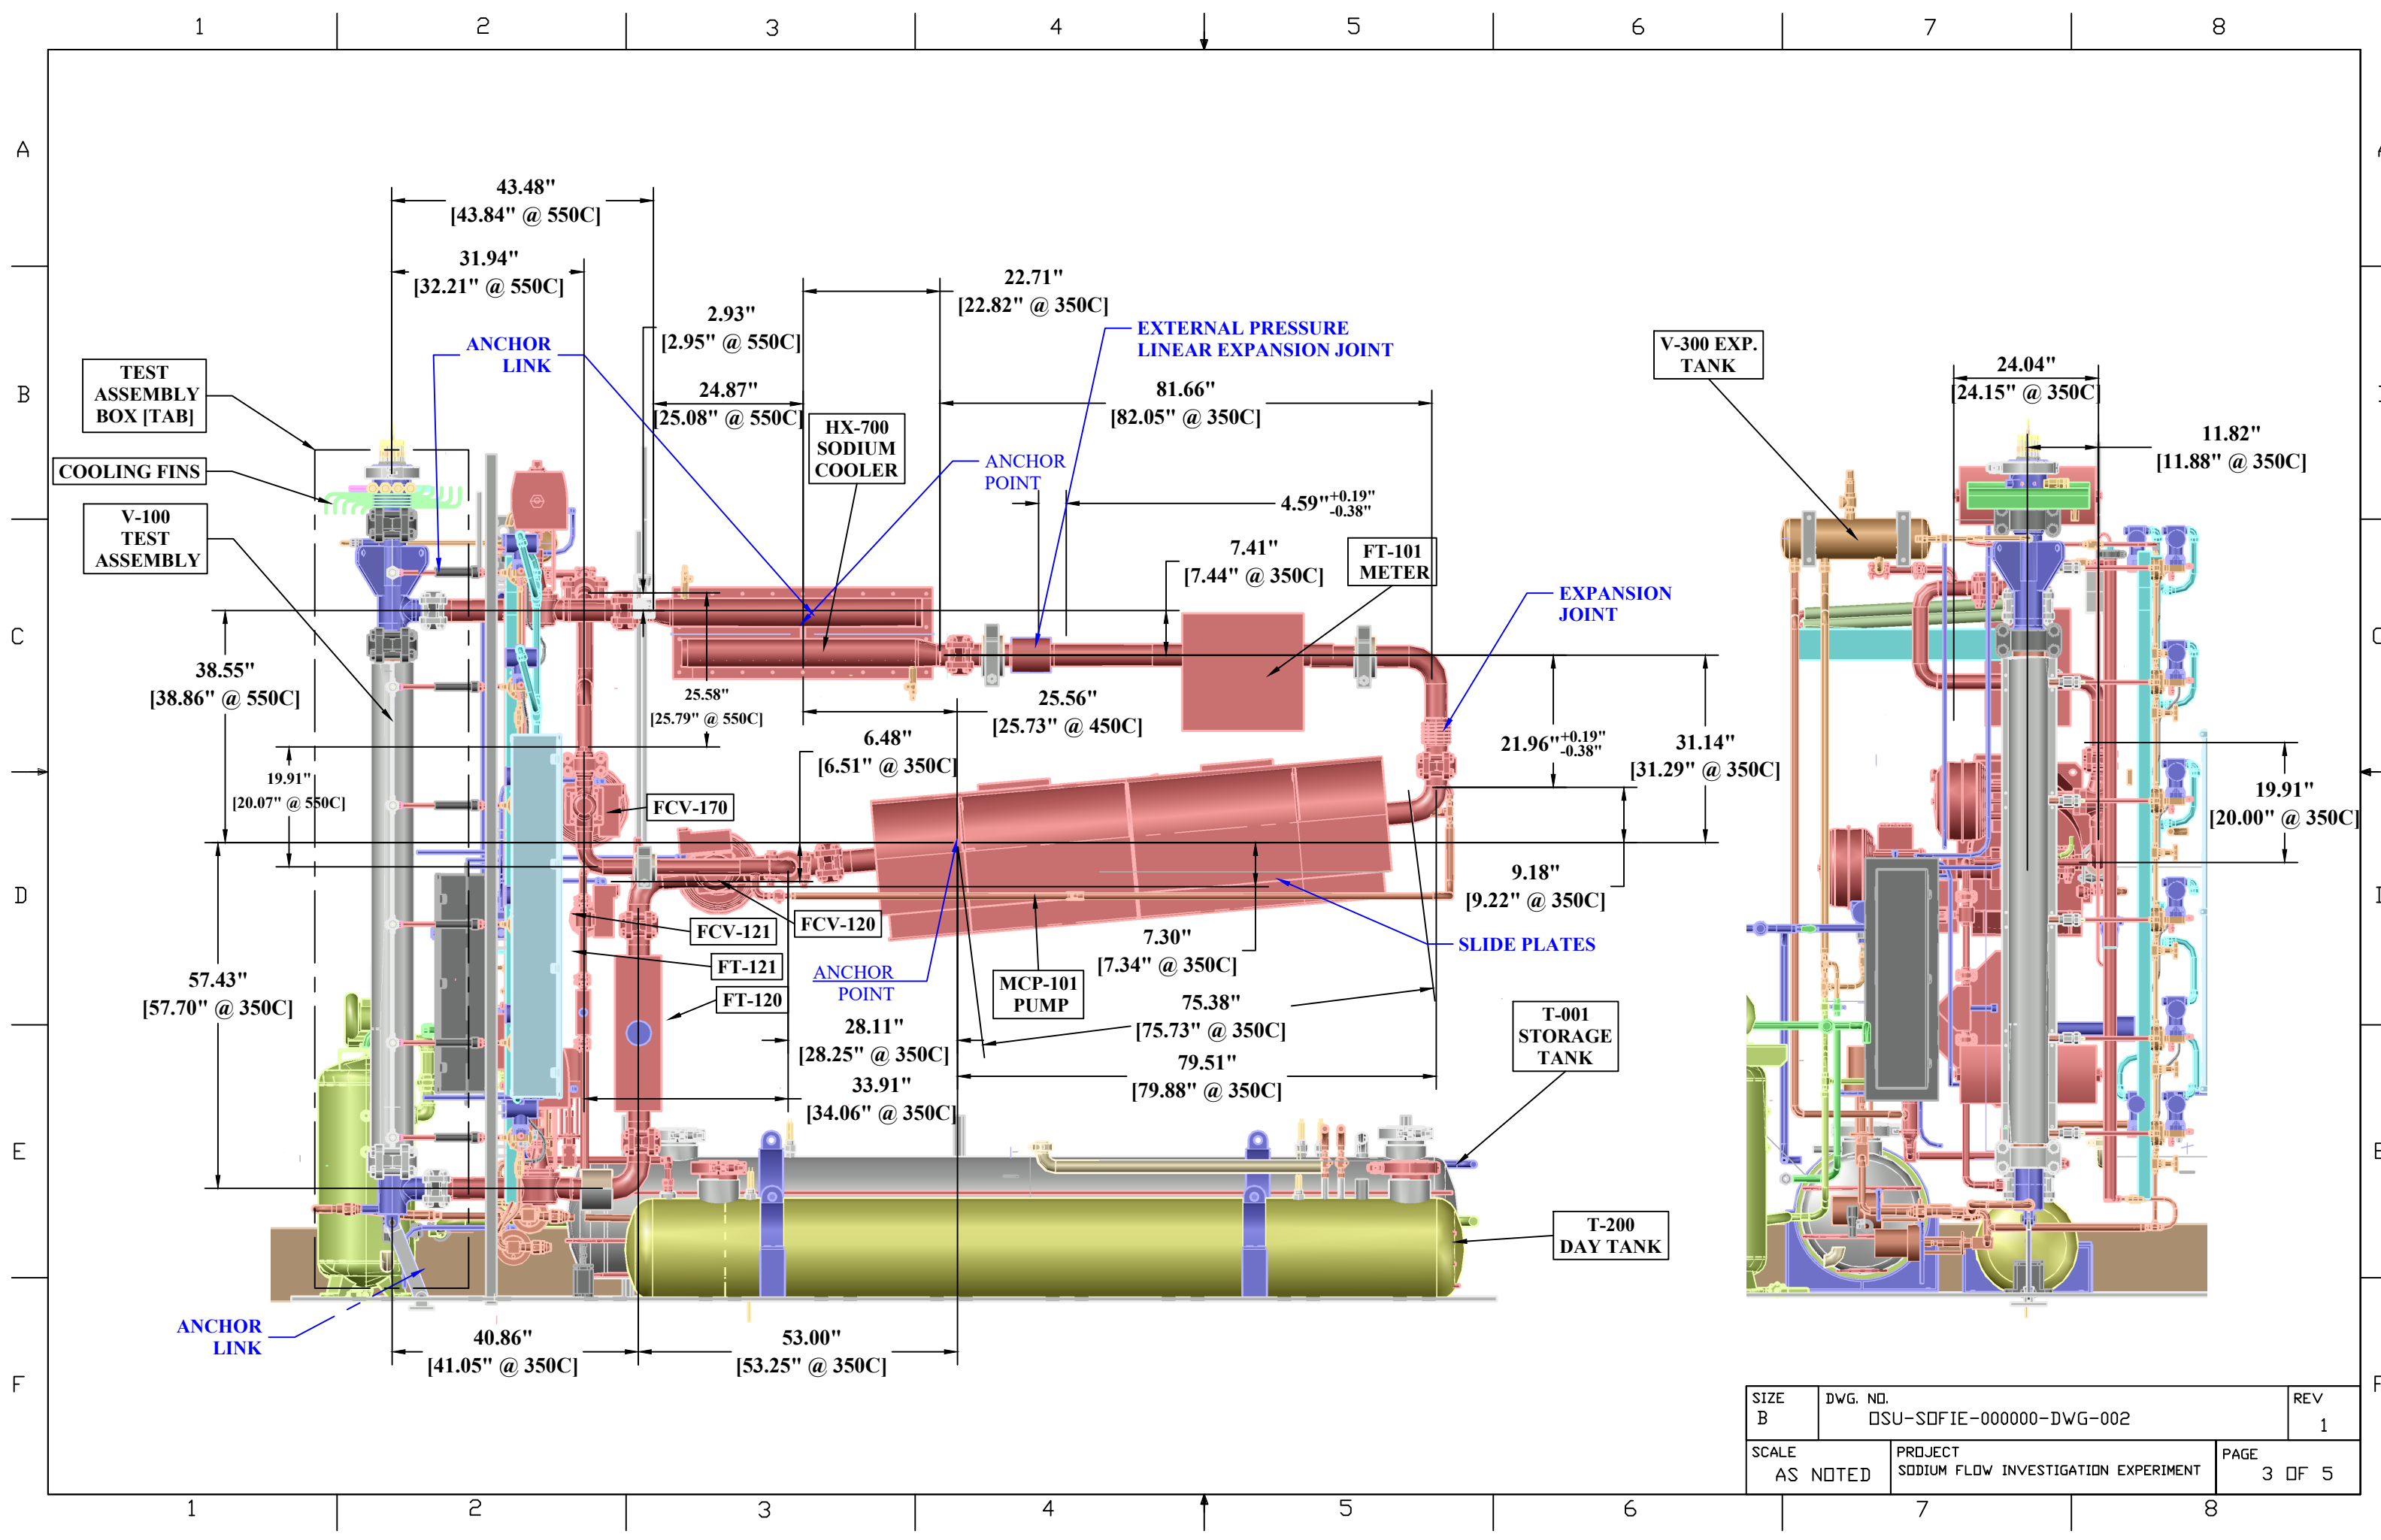 1 2 3 4 5 6 7 8
A
B
C
D
E
F
43.48"
[43.84" @ 550C]
31.94"
[32.21" @ 550C]
22.71"
[22.82" @ 350C]
2.93"
[2.95" @ 550C]
EXTERNAL PRESSURE
LINEAR EXPANSION JOINT
ANCHOR
LINK
V-300 EXP.
TANK
TEST
ASSEMBLY
BOX [TAB]
24.87"
[25.08" @ 550C]
81.66"
[82.05" @ 350C]
24.04"
[24.15" @ 350C]
HX-700
SODIUM
COOLER
11.82"
[11.88" @ 350C]
COOLING FINS
ANCHOR
POINT
4.59" +0.19"
-0.38"
V-100
TEST
ASSEMBLY
7.41"
[7.44" @ 350C]
FT-101
METER
EXPANSION
JOINT
38.55"
[38.86" @ 550C]
25.58"
[25.79" @ 550C]
25.56"
[25.73" @ 450C]
6.48"
[6.51" @ 350C]
21.96" +0.19"
-0.38"
31.14"
[31.29" @ 350C]
19.91"
[20.07" @ 550C]
FCV-170
19.91"
[20.00" @ 350C]
9.18"
[9.22" @ 350C]
FCV-120
FCV-121
7.30"
[7.34" @ 350C]
SLIDE PLATES
FT-121
ANCHOR
POINT
MCP-101
PUMP
57.43"
[57.70" @ 350C]
FT-120
75.38"
[75.73" @ 350C]
T-001
STORAGE
TANK
28.11"
[28.25" @ 350C]
79.51"
[79.88" @ 350C]
33.91"
[34.06" @ 350C]
T-200
DAY TANK
ANCHOR
LINK
40.86"
[41.05" @ 350C]
53.00"
[53.25" @ 350C]
A
C
D
E
F
SIZE
B
DWG. NO.
OSU-SOFIE-000000-DWG-002
REV
1
SCALE
AS NOTED
PROJECT
SODIUM FLOW INVESTIGATION EXPERIMENT
PAGE
3 OF 5
1 2 3 4 5 6 7 8